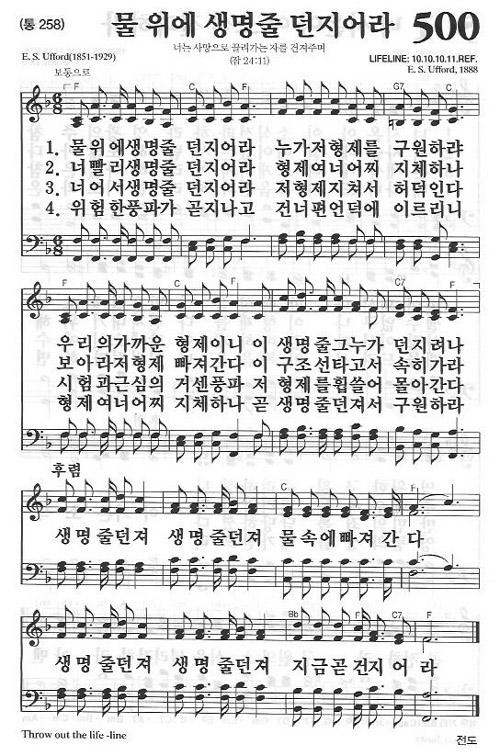 (통 258)
물 위에 생명줄 던지어라
500
너는 사망으로 끌려가는 자를 건져주며
(잠 24:11)
E. S. Ufford(1851-1929)
LIFELINE: 10.10.10.11.REF.
E. S. Ufford, 1888
보통으로
F C F G7 C
1. 물위에생명줄 던지어라 누가저형제를 구원하랴
2. 너빨리생명줄 던지어라 형제여너어찌 지체하나
3. 너어서생명줄 던지어라 저형제지쳐서 허덕인다
4. 위험한풍파가 곧지나고 건너편언덕에 이르리니
F C F C7 F
우리의가까운 형제이니 이 생명줄그누가 던지려나
보아라저형제 빠져간다 이 구조선타고서 속히가라
시험과근심의 거센풍파 저 형제를휩쓸어 몰아간다
형제여너어찌 지체하나 곧 생명줄던져서 구원하라
후렴
C F
생명줄던져 생명줄던져 물속에빠져간다
Bb F C7 F
생명줄던져 생명줄던져 지금곧건지어라
Throw out the life -line
전도